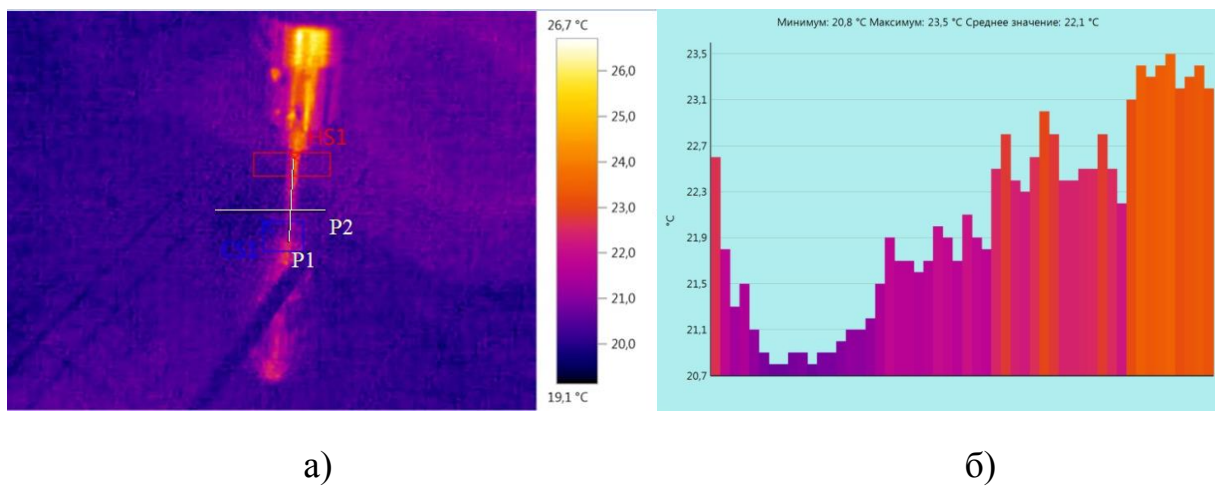 26,7 °C
26,0
25,0
24,0
23,0
22,0
21,0
20,0
19,1 °C
HS1
P2
CS1
P1
Минимум: 20,8 °C Максимум: 23,5 °C Среднее значение: 22,1 °C
23,5
23,1
22,7
22,3
21,9
21,5
21,1
20,7
°C
а)
б)